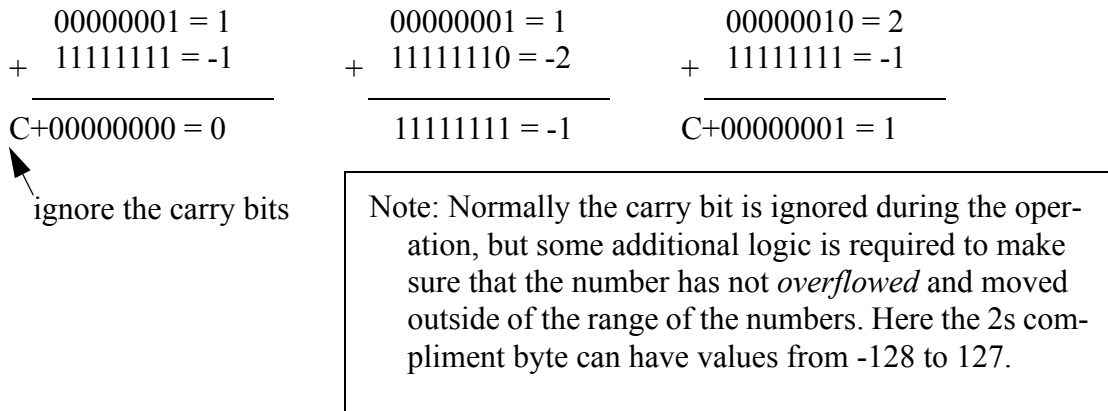 00000001 = 1
+ 11111111 = -1
C+00000000 = 0
ignore the carry bits
00000001 = 1
+ 11111110 = -2
11111111 = -1
00000010 = 2
+ 11111111 = -1
C+00000001 = 1
Note: Normally the carry bit is ignored during the oper-
ation, but some additional logic is required to make
sure that the number has not overflowed and moved
outside of the range of the numbers. Here the 2s com-
pliment byte can have values from -128 to 127.